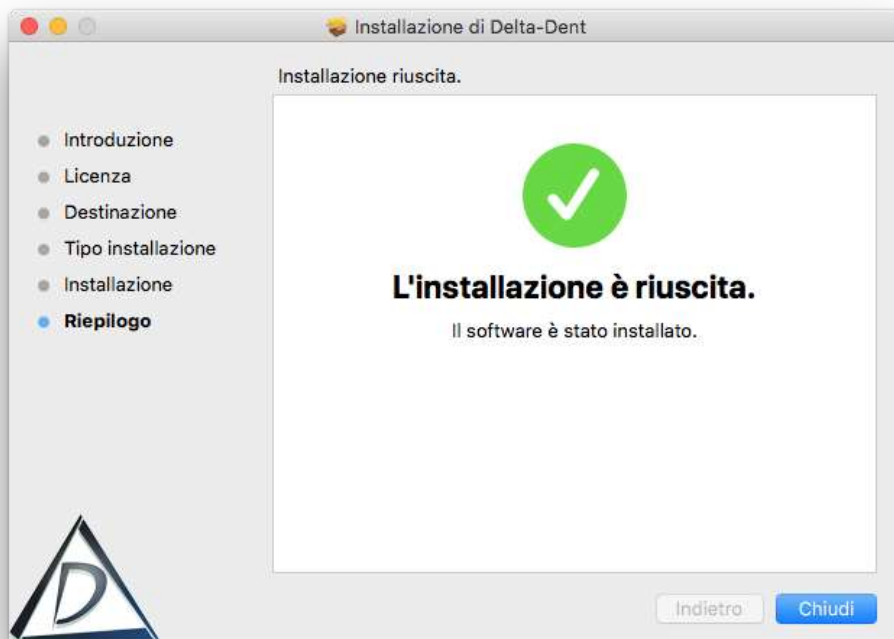 Installazione di Delta-Dent
Installazione riuscita.
Introduzione
Licenza
Destinazione
Tipo installazione
Installazione
Riepilogo
L'installazione è riuscita.
Il software è stato installato.
D
Indietro
Chiudi